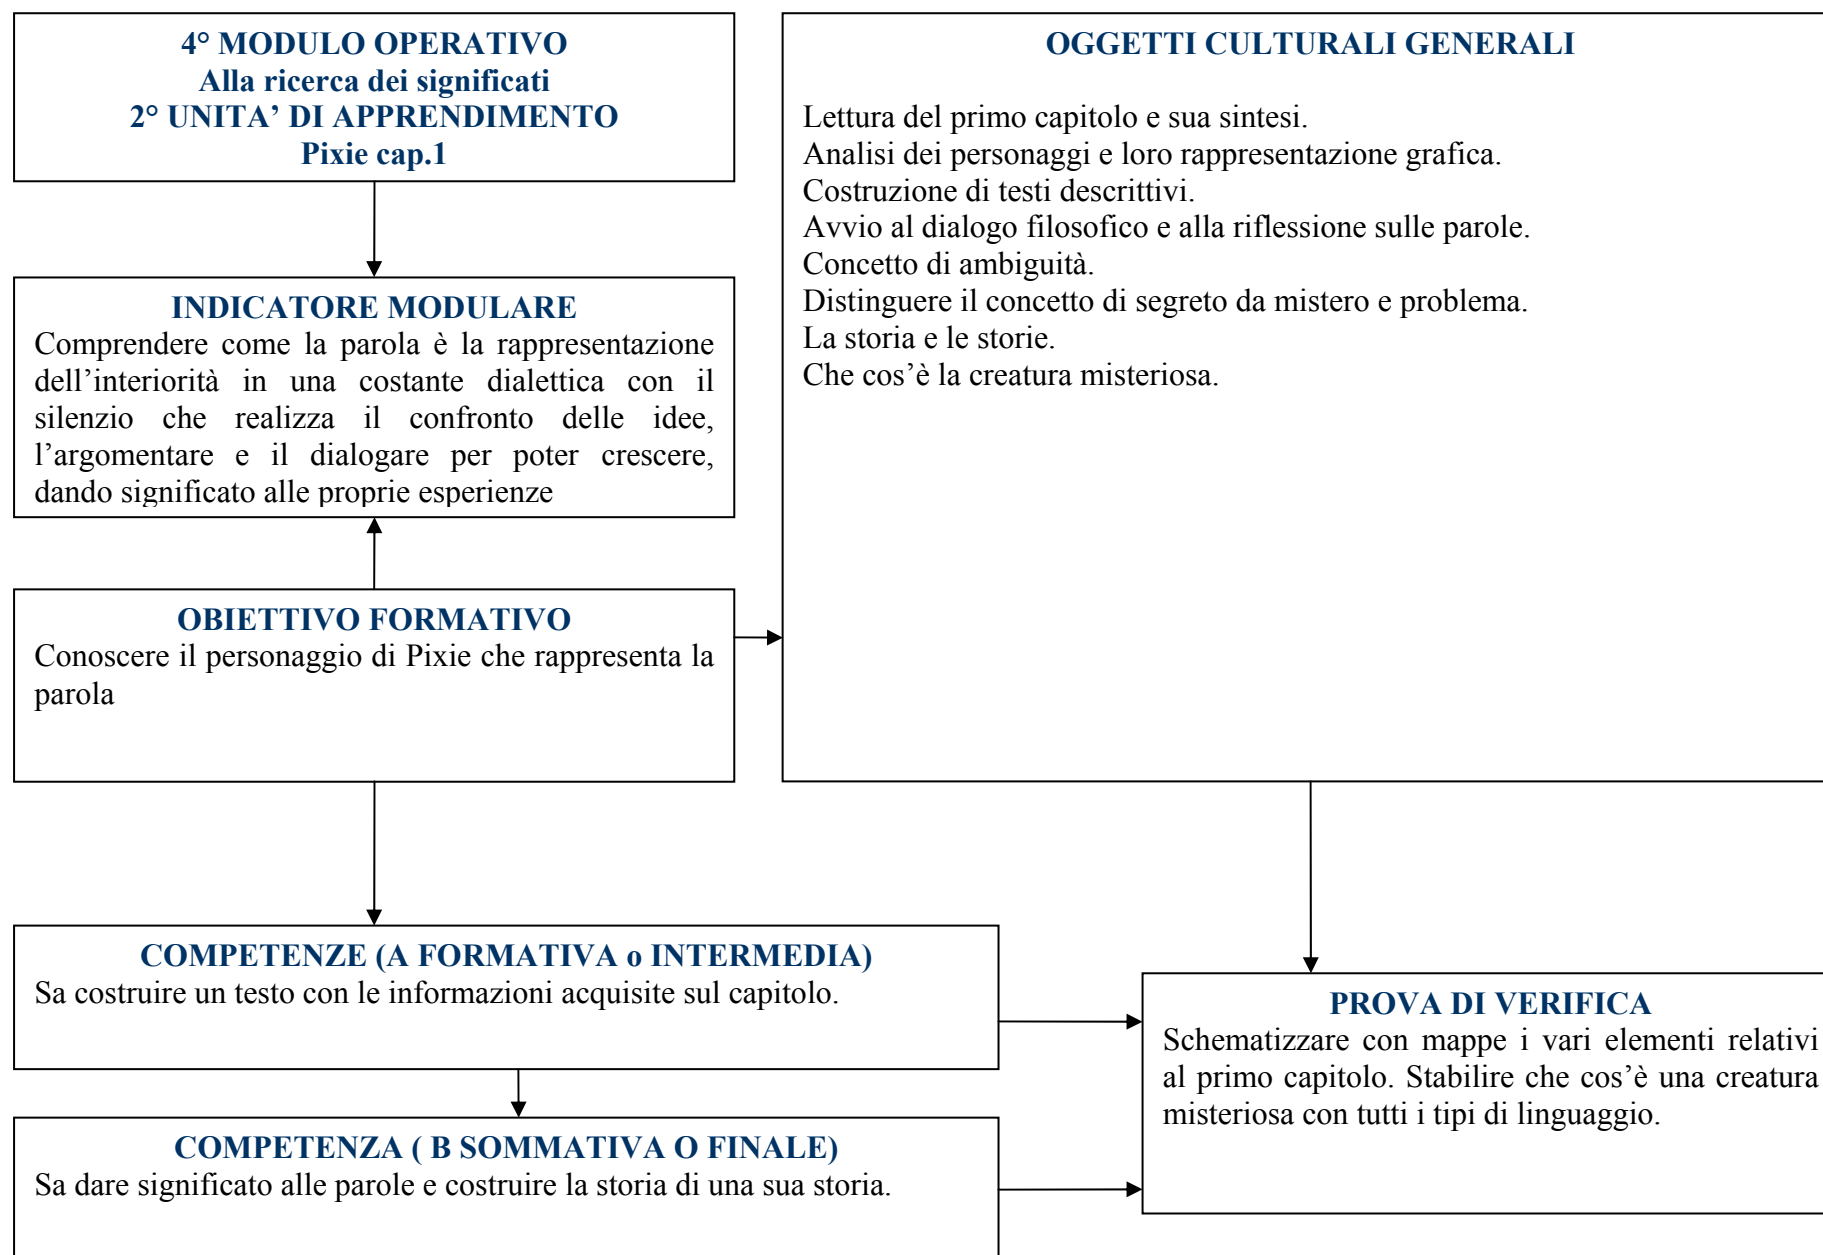 4° MODULO OPERATIVO
Alla ricerca dei significati
2° UNITA’ DI APPRENDIMENTO
Pixie cap.1
OGGETTI CULTURALI GENERALI
Lettura del primo capitolo e sua sintesi.
Analisi dei personaggi e loro rappresentazione grafica.
Costruzione di testi descrittivi.
Avvio al dialogo filosofico e alla riflessione sulle parole.
Concetto di ambiguità.
Distinguere il concetto di segreto da mistero e problema.
La storia e le storie.
Che cos’è la creatura misteriosa.
INDICATORE MODULARE
Comprendere come la parola è la rappresentazione
dell’interiorità in una costante dialettica con il
silenzio che realizza il confronto delle idee,
l’argomentare e il dialogare per poter crescere,
dando significato alle proprie esperienze
OBIETTIVO FORMATIVO
Conoscere il personaggio di Pixie che rappresenta la
parola
COMPETENZE (A FORMATIVA o INTERMEDIA)
Sa costruire un testo con le informazioni acquisite sul capitolo.
PROVA DI VERIFICA
Schematizzare con mappe i vari elementi relativi
al primo capitolo. Stabilire che cos’è una creatura
misteriosa con tutti i tipi di linguaggio.
COMPETENZA ( B SOMMATIVA O FINALE)
Sa dare significato alle parole e costruire la storia di una sua storia.